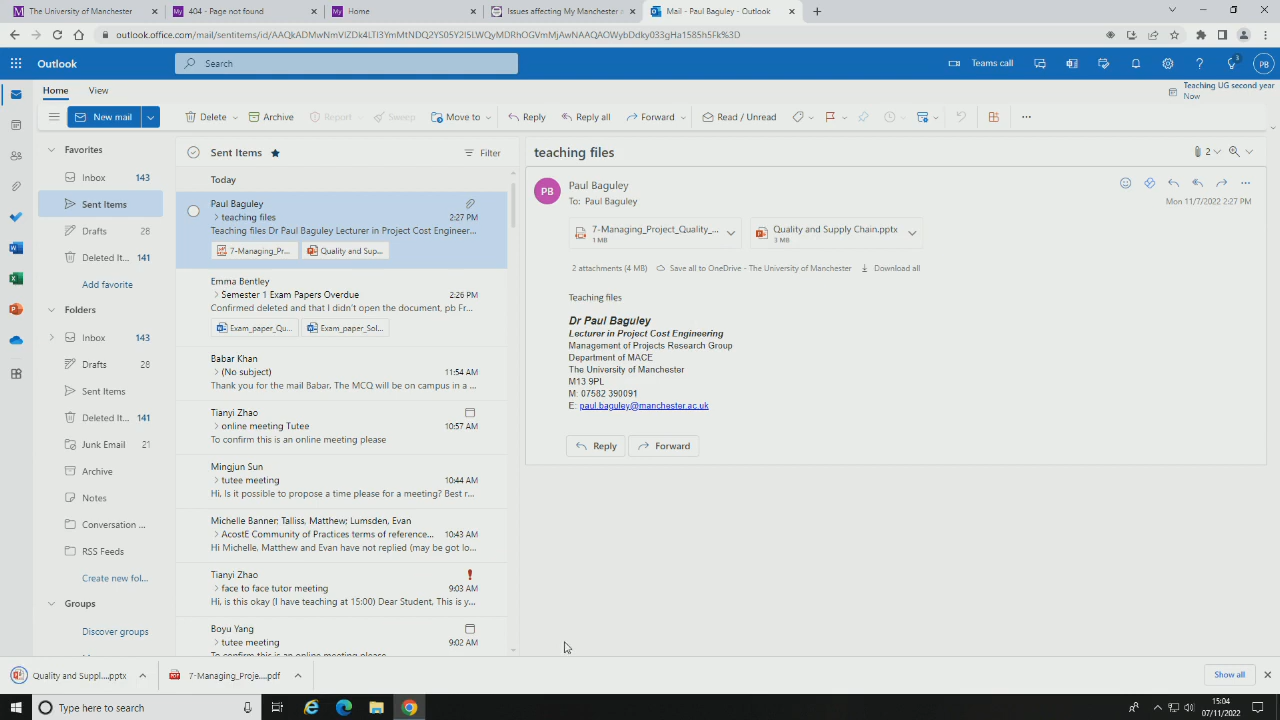 The University of Manchester
404 - Page not found
Home
Issues affecting My Manchester s
Mail - Paul Baguley - Outlook
outlook.office.com/mail/sentitems/id/AAQkADMwNmVlZDk4LTI3YmMtNDQ2YS05Y2I5LWQyMDRhOGVmMjAwNAAQAOWybDdky033gHa1585h5Fk%3D
Outlook
Search
Teams call
3
PB
Home
View
Teaching UG second year
Now
New mail
Delete
Archive
Report
Sweep
Move to
Reply
Reply all
Forward
Read / Unread
Favorites
Inbox 143
Sent Items
Drafts 28
Deleted It... 141
Add favorite
Folders
Inbox 143
Drafts 28
Sent Items
Deleted It... 141
Junk Email 21
Archive
Notes
Conversation ...
RSS Feeds
Create new fol...
Groups
Discover groups
Sent Items
Filter
Today
Paul Baguley
teaching files 2:27 PM
Teaching files Dr Paul Baguley Lecturer in Project Cost Engineer...
7-Managing_Pr...
Quality and Sup...
Emma Bentley
Semester 1 Exam Papers Overdue 2:26 PM
Confirmed deleted and that I didn't open the document, pb Fr...
Exam_paper_Qu...
Exam_paper_Sol...
Babar Khan
(No subject) 11:54 AM
Thank you for the mail Babar, The MCQ will be on campus in a ...
Tianyi Zhao
online meeting Tutee 10:57 AM
To confirm this is an online meeting please
Mingjun Sun
tutee meeting 10:44 AM
Hi, Is it possible to propose a time please for a meeting? Best r...
Michelle Banner; Talliss, Matthew; Lumsden, Evan
AcostE Community of Practices terms of reference... 10:43 AM
Hi Michelle, Matthew and Evan have not replied (may be got lo...
Tianyi Zhao
face to face tutor meeting 9:03 AM
Hi, is this okay (I have teaching at 15:00) Dear Student, This is y...
Boyu Yang
tutee meeting 9:02 AM
To confirm this is an online meeting please
teaching files
2
PB
Paul Baguley
To: Paul Baguley
Mon 11/7/2022 2:27 PM
7-Managing_Project_Quality_...
1 MB
Quality and Supply Chain.pptx
3 MB
2 attachments (4 MB) Save all to OneDrive - The University of Manchester Download all
Teaching files
Dr Paul Baguley
Lecturer in Project Cost Engineering
Management of Projects Research Group
Department of MACE
The University of Manchester
M13 9PL
M: 07582 390091
E: paul.baguley@manchester.ac.uk
Reply
Forward
Quality and Suppl....pptx
7-Managing_Proje....pdf
Show all
Type here to search
15:04
07/11/2022